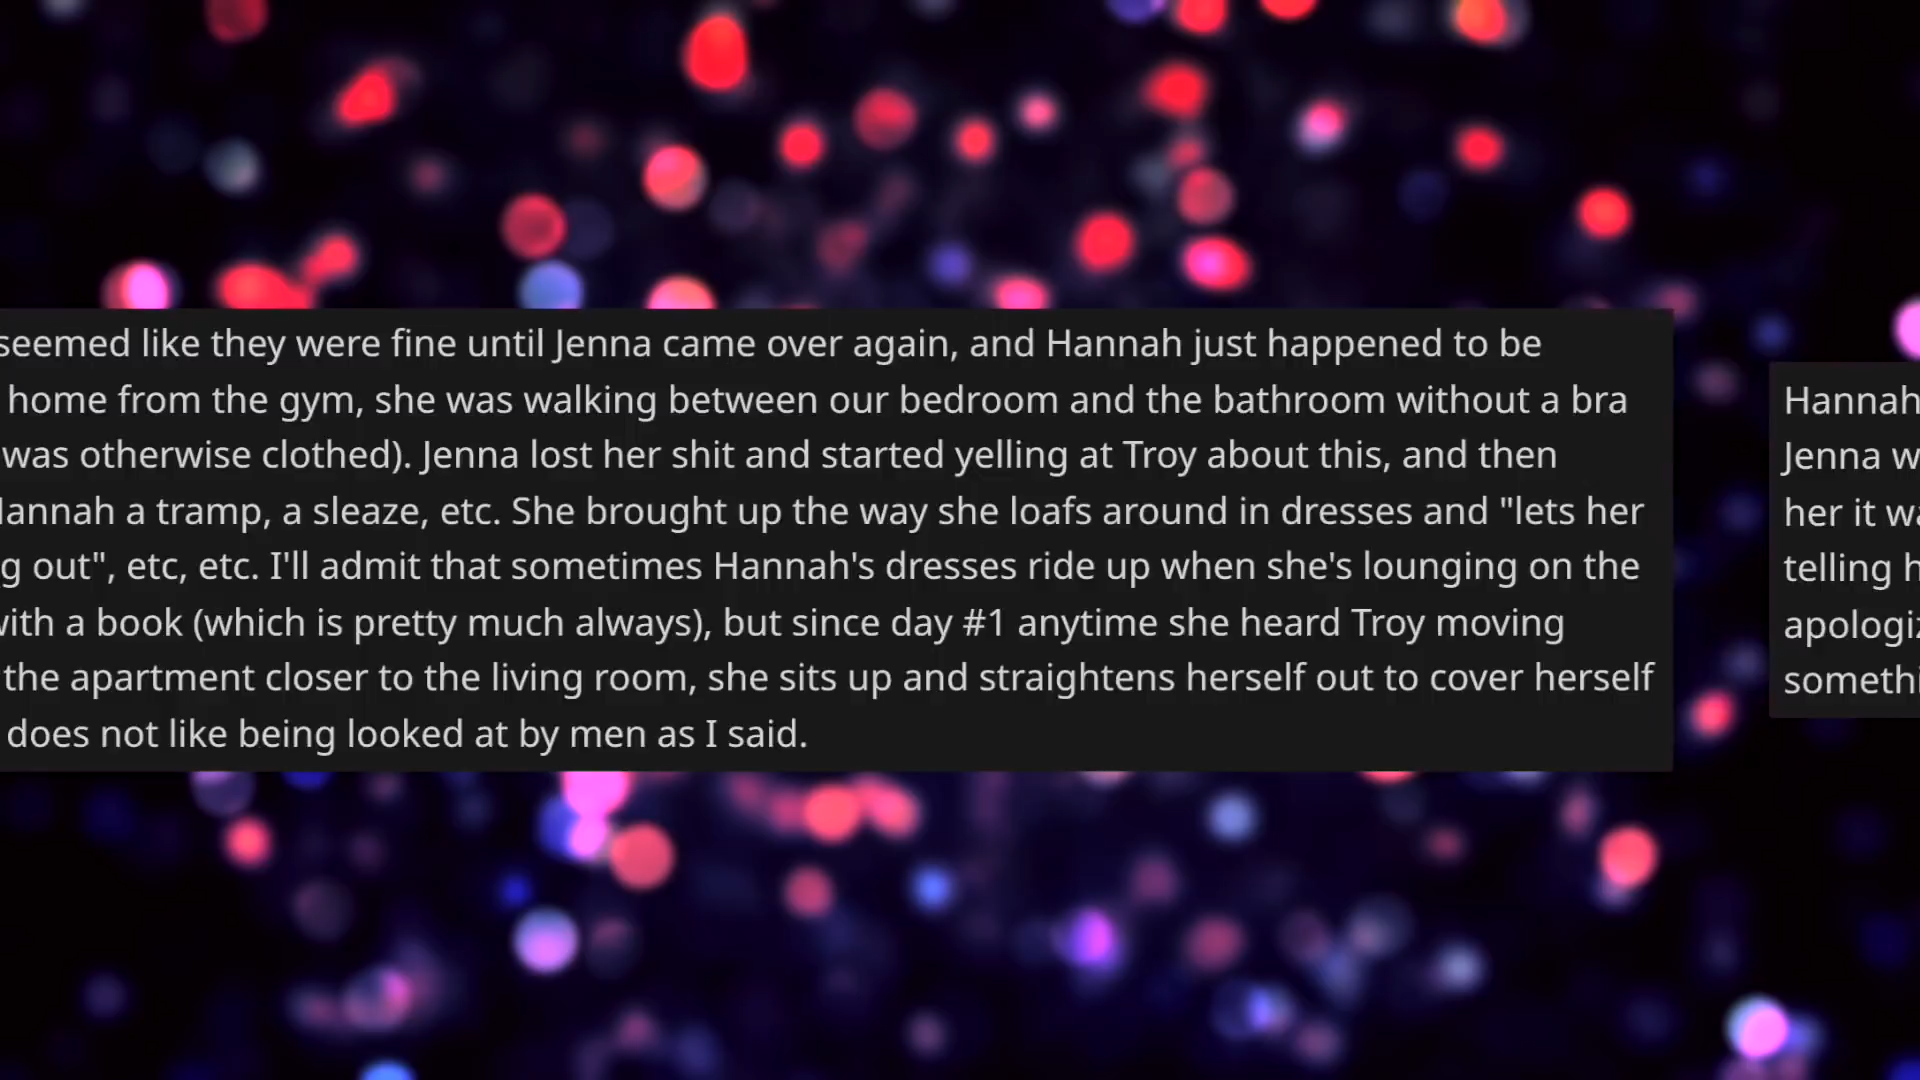 seemed like they were fine until Jenna came over again, and Hannah just happened to be
home from the gym, she was walking between our bedroom and the bathroom without a bra
was otherwise clothed). Jenna lost her shit and started yelling at Troy about this, and then
a tramp, a sleaze, etc. She brought up the way she loafs around in dresses and "lets her
out", etc, etc. I'll admit that sometimes Hannah's dresses ride up when she's lounging on the
with a book (which is pretty much always), but since day #1 anytime she heard Troy moving
the apartment closer to the living room, she sits up and straightens herself out to cover herself
does not like being looked at by men as I said.
Hannah
Jenna w
her it wa
telling h
apologiz
somethi